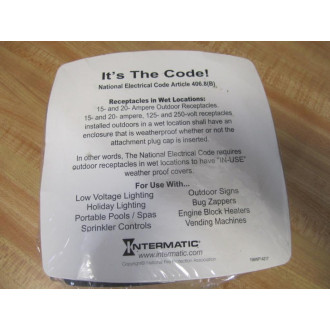 It's The Code!
National Electrical Code Article 406.8(B)
Receptacles in Wet Locations:
15- and 20- Ampere Outdoor Receptacles
15- and 20- ampere, 125- and 250-volt receptacles
installed outdoors in a wet location shall have an
enclosure that is weatherproof whether or not the
attachment plug cap is inserted.
In other words, The National Electrical Code requires
outdoor receptacles in wet locations to have "IN-USE"
weather proof covers.
For Use With...
Low Voltage Lighting
Holiday Lighting
Portable Pools / Spas
Sprinkler Controls
Outdoor Signs
Bug Zappers
Engine Block Heaters
Vending Machines
INTERMATIC®
www.intermatic.com
Copyright© National Fire Protection Association